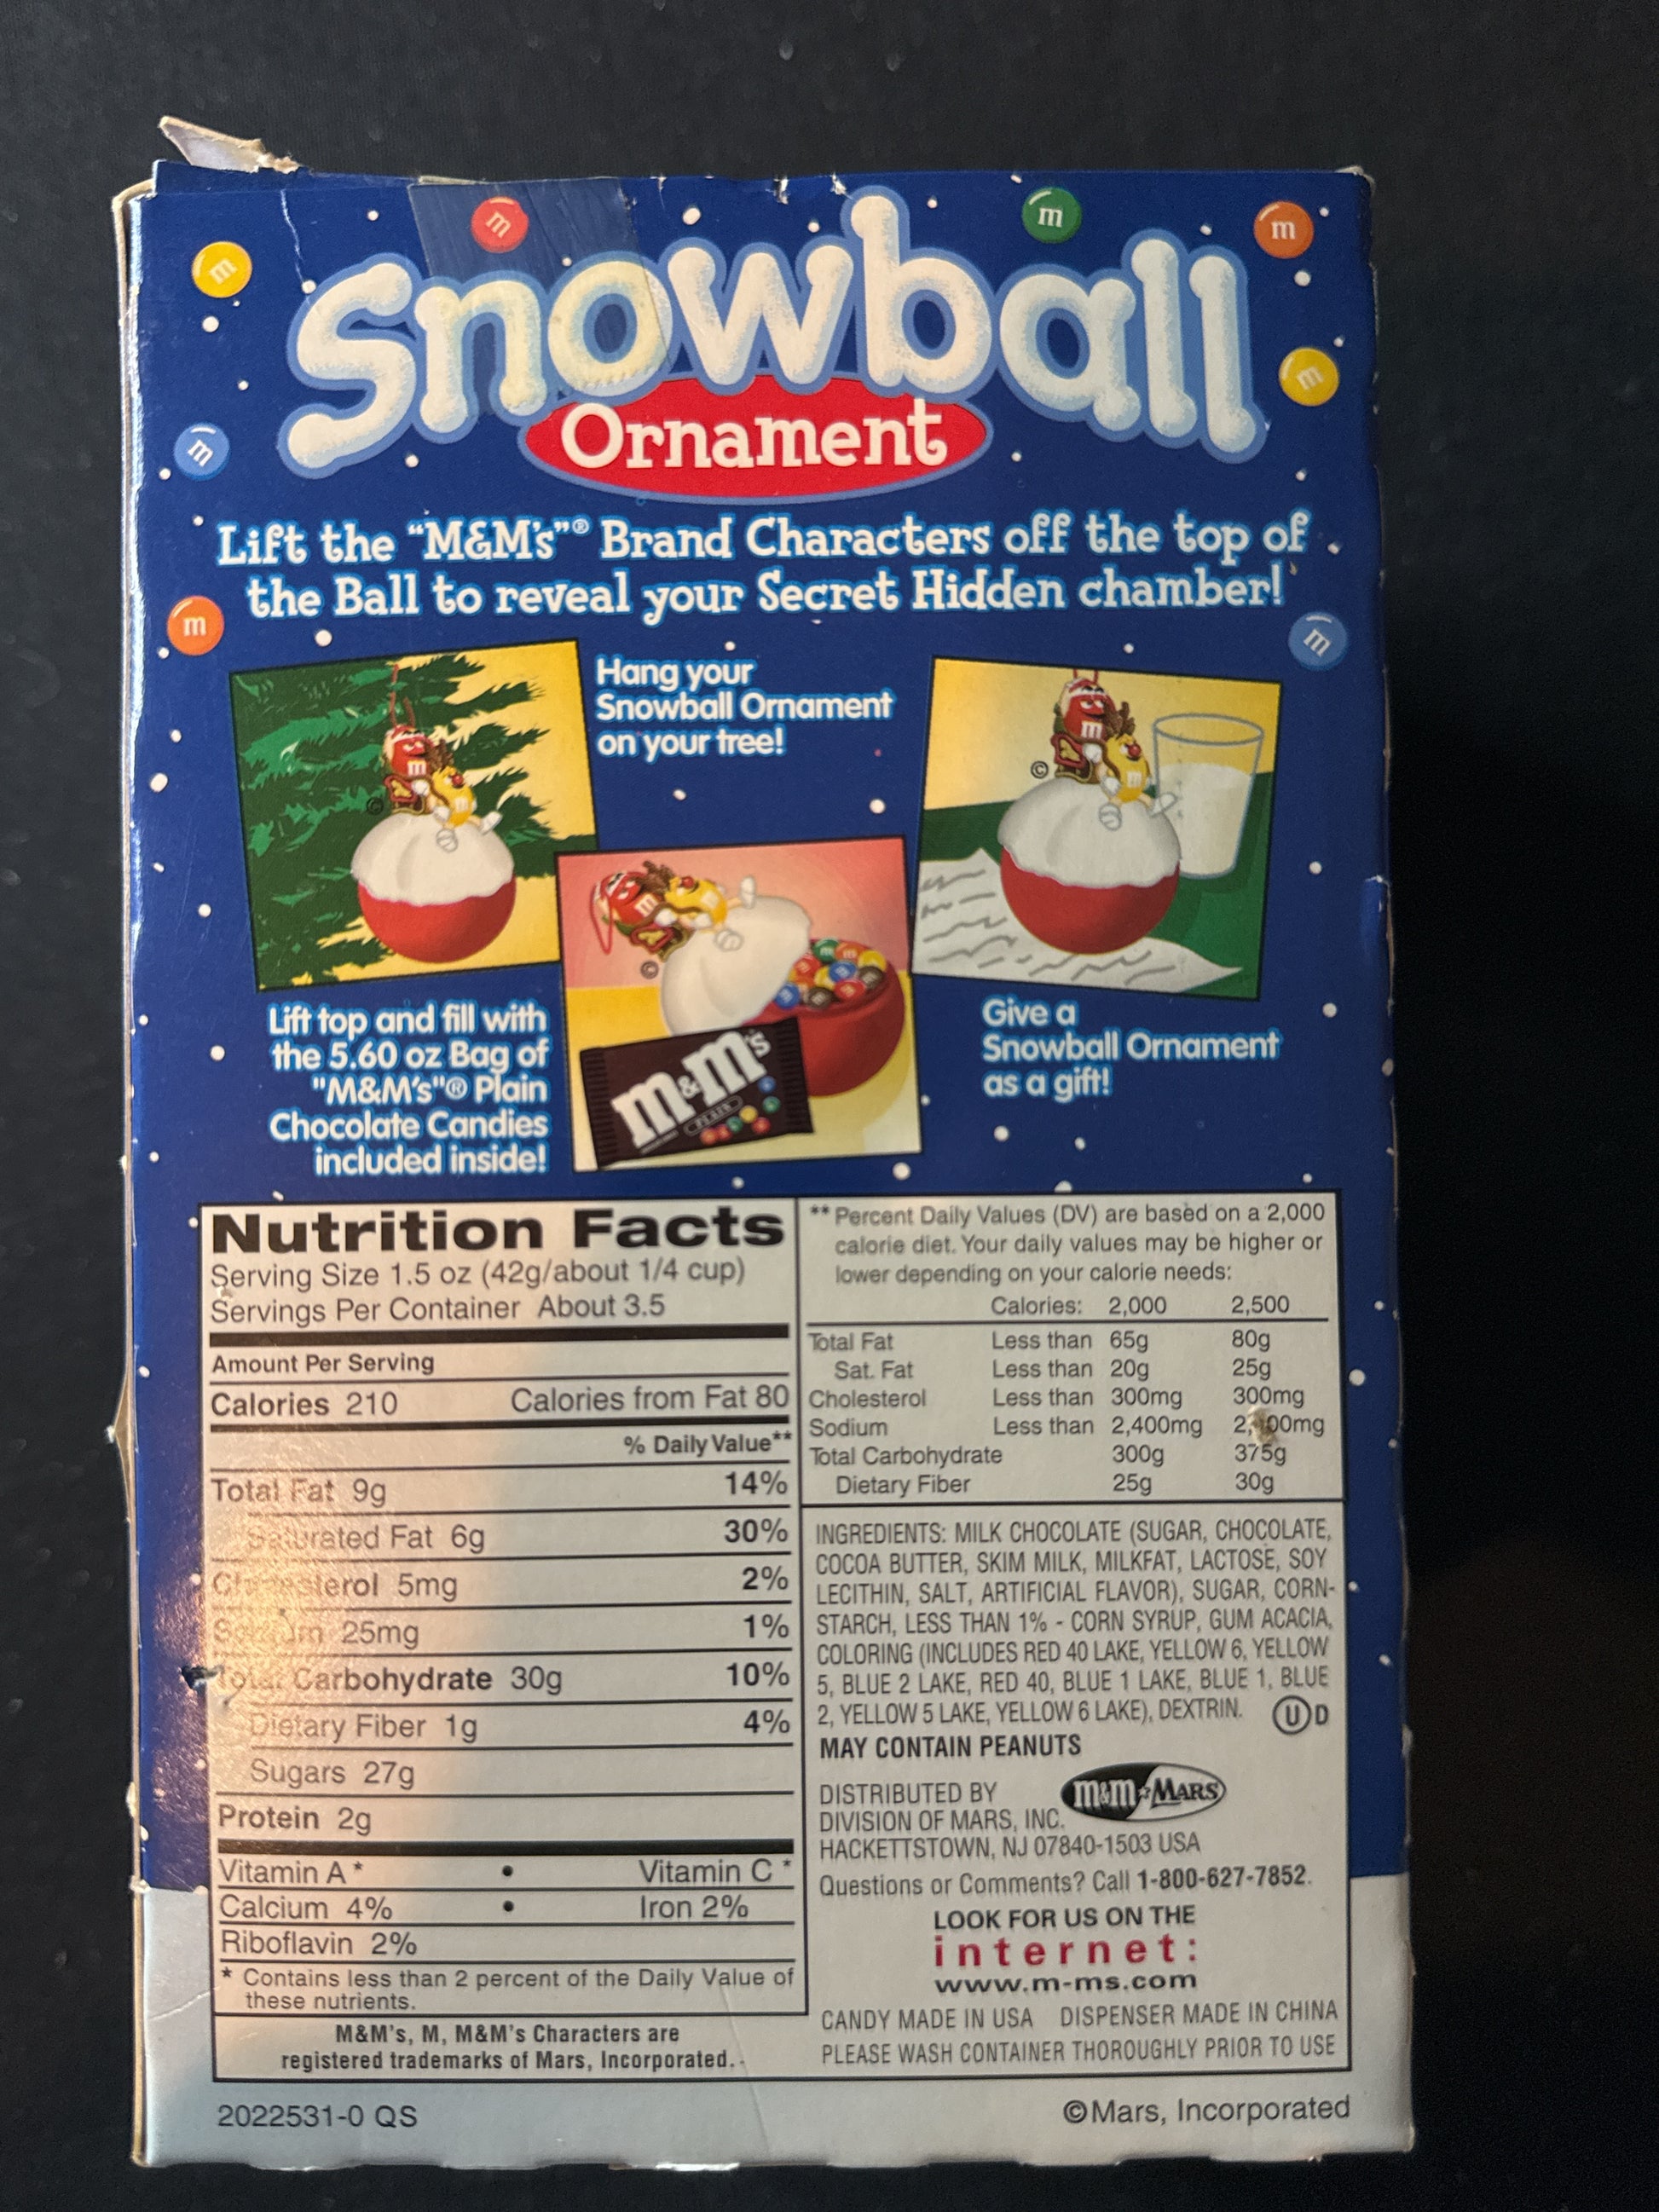 Snowball
Ornament
Lift the "M&M's"® Brand Characters off the top of
the Ball to reveal your Secret Hidden chamber!
Hang your
Snowball Ornament
on your tree!
Lift top and fill with
the 5.60 oz Bag of
"M&M's"® Plain
Chocolate Candies
included inside!
m&m's
PLAIN
Give a
Snowball Ornament
as a gift!
Nutrition Facts
Serving Size 1.5 oz (42g/about 1/4 cup)
Servings Per Container About 3.5
Amount Per Serving
Calories 210 Calories from Fat 80
% Daily Value**
Total Fat 9g 14%
Saturated Fat 6g 30%
Cholesterol 5mg 2%
Sodium 25mg 1%
Total Carbohydrate 30g 10%
Dietary Fiber 1g 4%
Sugars 27g
Protein 2g
Vitamin A * • Vitamin C *
Calcium 4% • Iron 2%
Riboflavin 2%
* Contains less than 2 percent of the Daily Value of
these nutrients.
M&M's, M, M&M's Characters are
registered trademarks of Mars, Incorporated.
** Percent Daily Values (DV) are based on a 2,000
calorie diet. Your daily values may be higher or
lower depending on your calorie needs:
Calories: 2,000 2,500
Total Fat Less than 65g 80g
Sat. Fat Less than 20g 25g
Cholesterol Less than 300mg 300mg
Sodium Less than 2,400mg
Total Carbohydrate 300g 375g
Dietary Fiber 25g 30g
INGREDIENTS: MILK CHOCOLATE (SUGAR, CHOCOLATE,
COCOA BUTTER, SKIM MILK, MILKFAT, LACTOSE, SOY
LECITHIN, SALT, ARTIFICIAL FLAVOR), SUGAR, CORN-
STARCH, LESS THAN 1% - CORN SYRUP, GUM ACACIA,
COLORING (INCLUDES RED 40 LAKE, YELLOW 6, YELLOW
5, BLUE 2 LAKE, RED 40, BLUE 1 LAKE, BLUE 1, BLUE
2, YELLOW 5 LAKE, YELLOW 6 LAKE), DEXTRIN. U D
MAY CONTAIN PEANUTS
DISTRIBUTED BY m&m MARS
DIVISION OF MARS, INC.
HACKETTSTOWN, NJ 07840-1503 USA
Questions or Comments? Call 1-800-627-7852.
LOOK FOR US ON THE
internet:
www.m-ms.com
CANDY MADE IN USA DISPENSER MADE IN CHINA
PLEASE WASH CONTAINER THOROUGHLY PRIOR TO USE
2022531-0 QS
©Mars, Incorporated